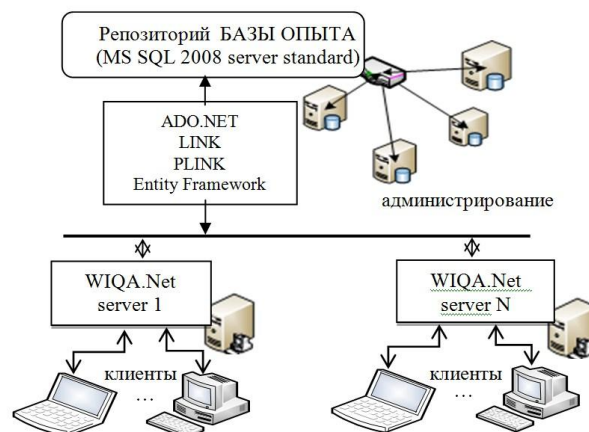 Репозиторий БАЗЫ ОПЫТА
(MS SQL 2008 server standard)
ADO.NET
LINK
PLINK
Entity Framework
администрирование
WIQA.Net
server 1
WIQA.Net
server N
клиенты
...
клиенты
...